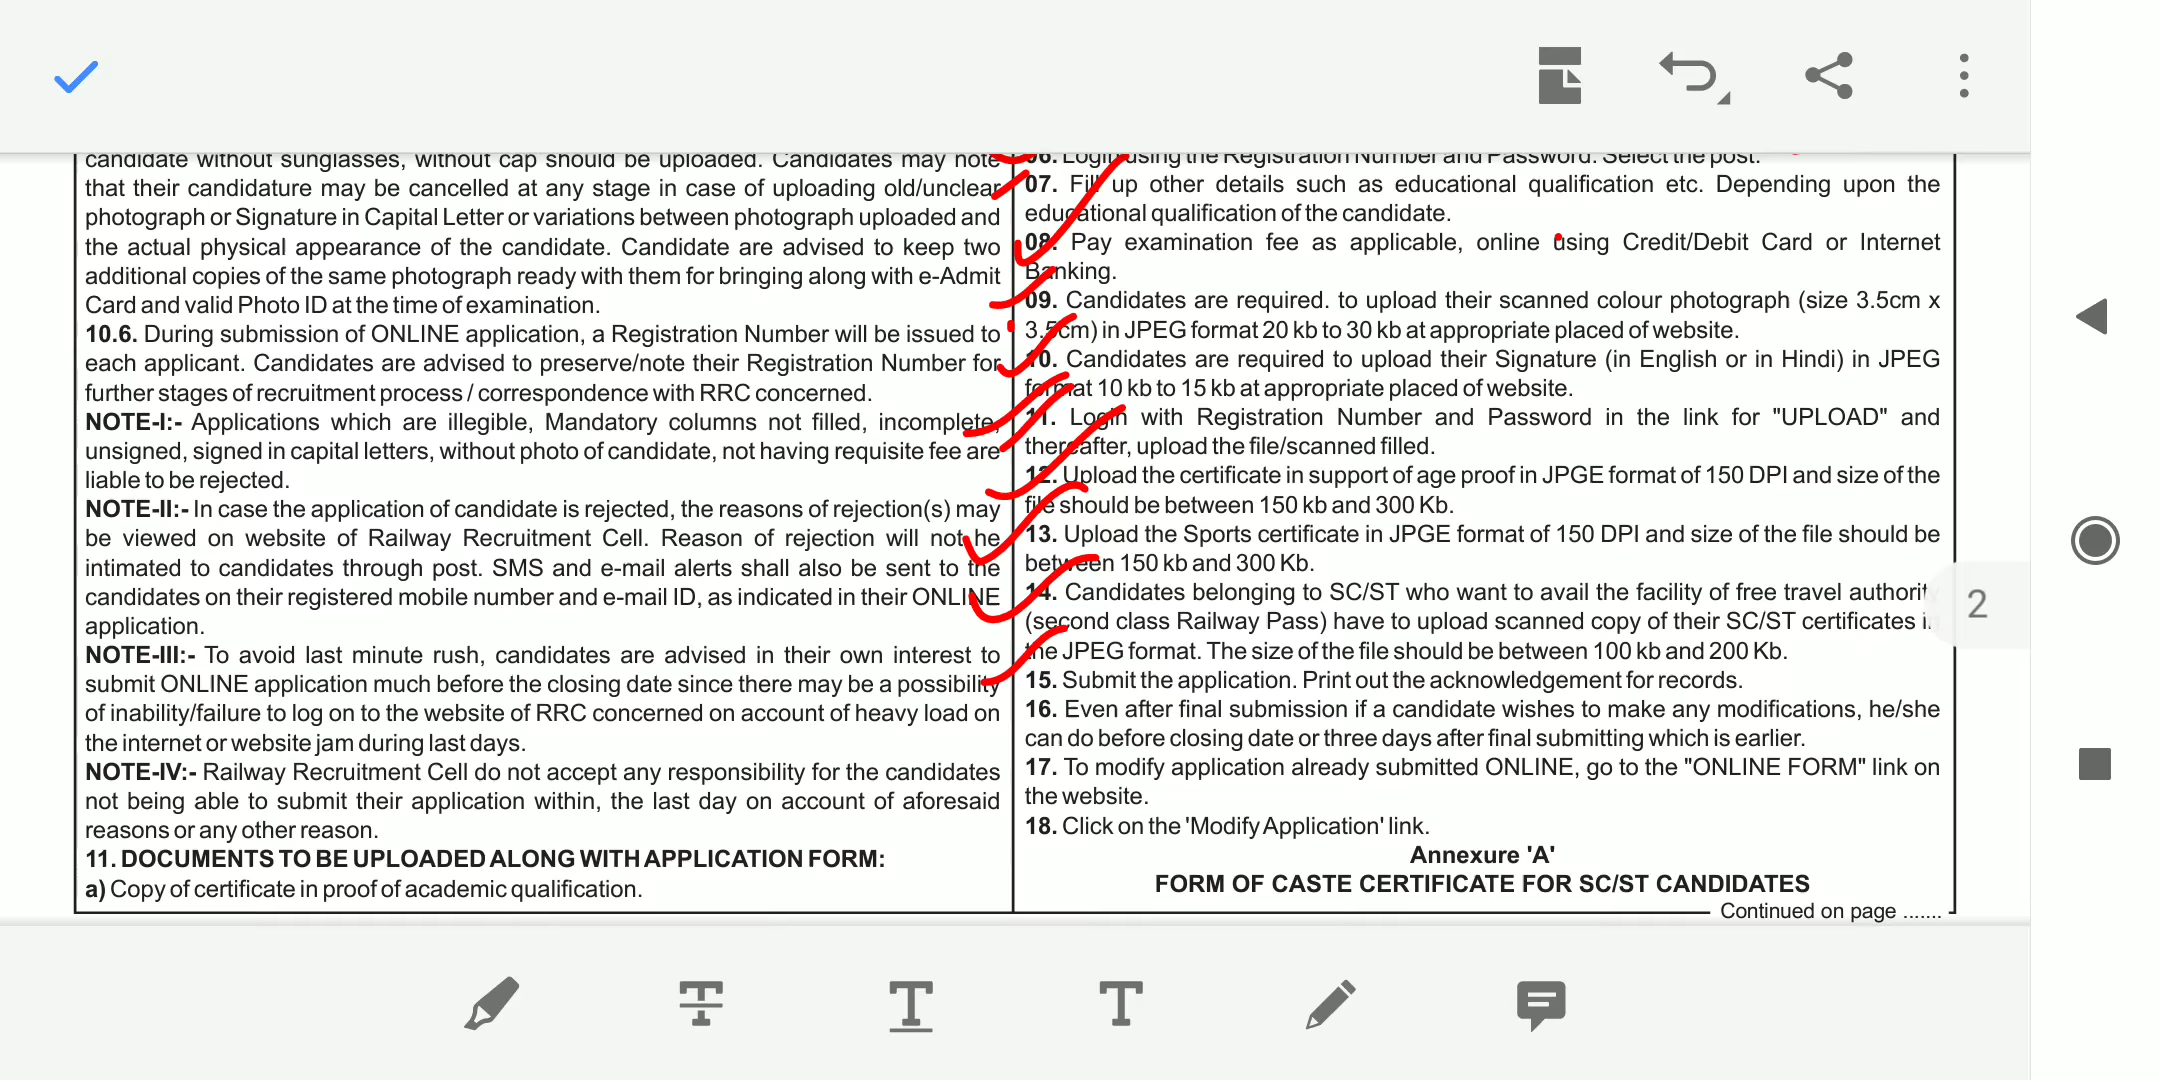 candidate without sunglasses, without cap should be uploaded. Candidates may note
that their candidature may be cancelled at any stage in case of uploading old/unclear
photograph or Signature in Capital Letter or variations between photograph uploaded and
the actual physical appearance of the candidate. Candidate are advised to keep two
additional copies of the same photograph ready with them for bringing along with e-Admit
Card and valid Photo ID at the time of examination.
10.6. During submission of ONLINE application, a Registration Number will be issued to
each applicant. Candidates are advised to preserve/note their Registration Number for
further stages of recruitment process / correspondence with RRC concerned.
NOTE-I:- Applications which are illegible, Mandatory columns not filled, incomplete,
unsigned, signed in capital letters, without photo of candidate, not having requisite fee are
liable to be rejected.
NOTE-II:- In case the application of candidate is rejected, the reasons of rejection(s) may
be viewed on website of Railway Recruitment Cell. Reason of rejection will not he
intimated to candidates through post. SMS and e-mail alerts shall also be sent to the
candidates on their registered mobile number and e-mail ID, as indicated in their ONLINE
application.
NOTE-III:- To avoid last minute rush, candidates are advised in their own interest to
submit ONLINE application much before the closing date since there may be a possibility
of inability/failure to log on to the website of RRC concerned on account of heavy load on
the internet or website jam during last days.
NOTE-IV:- Railway Recruitment Cell do not accept any responsibility for the candidates
not being able to submit their application within, the last day on account of aforesaid
reasons or any other reason.
11. DOCUMENTS TO BE UPLOADED ALONG WITH APPLICATION FORM:
a) Copy of certificate in proof of academic qualification.
06. Login using the Registration Number and Password. Select the post.
07. Fill up other details such as educational qualification etc. Depending upon the
educational qualification of the candidate.
08. Pay examination fee as applicable, online using Credit/Debit Card or Internet
Banking.
09. Candidates are required. to upload their scanned colour photograph (size 3.5cm x
3.5cm) in JPEG format 20 kb to 30 kb at appropriate placed of website.
10. Candidates are required to upload their Signature (in English or in Hindi) in JPEG
format 10 kb to 15 kb at appropriate placed of website.
11. Login with Registration Number and Password in the link for "UPLOAD" and
thereafter, upload the file/scanned filled.
12. Upload the certificate in support of age proof in JPGE format of 150 DPI and size of the
file should be between 150 kb and 300 Kb.
13. Upload the Sports certificate in JPGE format of 150 DPI and size of the file should be
between 150 kb and 300 Kb.
14. Candidates belonging to SC/ST who want to avail the facility of free travel authority
(second class Railway Pass) have to upload scanned copy of their SC/ST certificates in
the JPEG format. The size of the file should be between 100 kb and 200 Kb.
15. Submit the application. Print out the acknowledgement for records.
16. Even after final submission if a candidate wishes to make any modifications, he/she
can do before closing date or three days after final submitting which is earlier.
17. To modify application already submitted ONLINE, go to the "ONLINE FORM" link on
the website.
18. Click on the 'Modify Application' link.
Annexure 'A'
FORM OF CASTE CERTIFICATE FOR SC/ST CANDIDATES
Continued on page .......
2